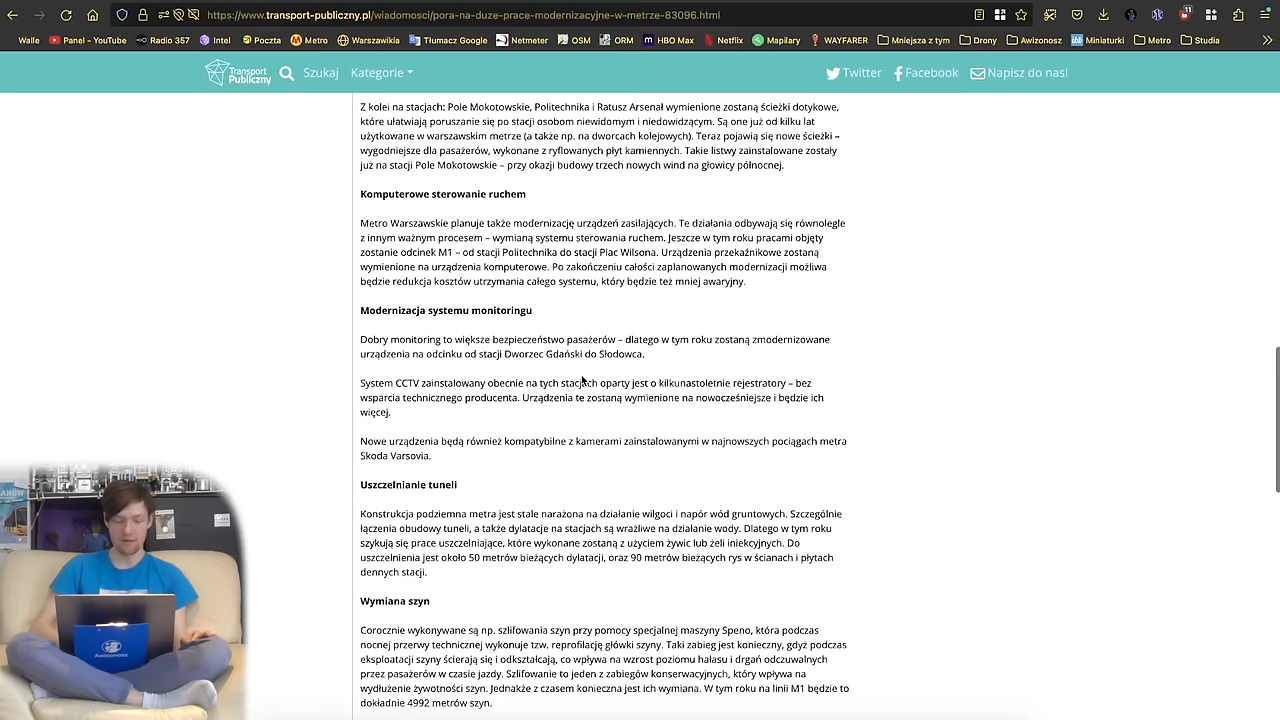 https://www.transport-publiczny.pl/wiadomosci/pora-na-duze-prace-modernizacyjne-w-metrze-83096.html
11
Walle Panel - YouTube Radio 357 Intel Poczta Metro Warszawikia Tłumacz Google Netmeter OSM ORM HBO Max Netflix Mapilary WAYFARER Mniejsza z tym Drony Awizonosz Miniaturki Metro Studia
Transport Publiczny Szukaj Kategorie Twitter Facebook Napisz do nas!
Z kolei na stacjach: Pole Mokotowskie, Politechnika i Ratusz Arsenał wymienione zostaną ścieżki dotykowe,
które ułatwiają poruszanie się po stacji osobom niewidomym i niedowidzącym. Są one już od kilku lat
użytkowane w warszawskim metrze (a także np. na dworcach kolejowych). Teraz pojawią się nowe ścieżki –
wygodniejsze dla pasażerów, wykonane z ryflowanych płyt kamiennych. Takie listwy zainstalowane zostały
już na stacji Pole Mokotowskie – przy okazji budowy trzech nowych wind na głowicy północnej.
Komputerowe sterowanie ruchem
Metro Warszawskie planuje także modernizację urządzeń zasilających. Te działania odbywają się równolegle
z innym ważnym procesem – wymianą systemu sterowania ruchem. Jeszcze w tym roku pracami objęty
zostanie odcinek M1 – od stacji Politechnika do stacji Plac Wilsona. Urządzenia przekaźnikowe zostaną
wymienione na urządzenia komputerowe. Po zakończeniu całości zaplanowanych modernizacji możliwa
będzie redukcja kosztów utrzymania całego systemu, który będzie też mniej awaryjny.
Modernizacja systemu monitoringu
Dobry monitoring to większe bezpieczeństwo pasażerów – dlatego w tym roku zostaną zmodernizowane
urządzenia na odcinku od stacji Dworzec Gdański do Słodowca.
System CCTV zainstalowany obecnie na tych stacjach oparty jest o kilkunastoletnie rejestratory – bez
wsparcia technicznego producenta. Urządzenia te zostaną wymienione na nowocześniejsze i będzie ich
więcej.
Nowe urządzenia będą również kompatybilne z kamerami zainstalowanymi w najnowszych pociągach metra
Skoda Varsovia.
Uszczelnianie tuneli
Konstrukcja podziemna metra jest stale narażona na działanie wilgoci i napór wód gruntowych. Szczególnie
łączenia obudowy tuneli, a także dylatacje na stacjach są wrażliwe na działanie wody. Dlatego w tym roku
szykują się prace uszczelniające, które wykonane zostaną z użyciem żywic lub żeli iniekcyjnych. Do
uszczelnienia jest około 50 metrów bieżących dylatacji, oraz 90 metrów bieżących rys w ścianach i płytach
dennych stacji.
Wymiana szyn
Corocznie wykonywane są np. szlifowania szyn przy pomocy specjalnej maszyny Speno, która podczas
nocnej przerwy technicznej wykonuje tzw. reprofilację główki szyny. Taki zabieg jest konieczny, gdyż podczas
eksploatacji szyny ścierają się i odkształcają, co wpływa na wzrost poziomu hałasu i drgań odczuwalnych
przez pasażerów w czasie jazdy. Szlifowanie to jeden z zabiegów konserwacyjnych, który wpływa na
wydłużenie żywotności szyn. Jednakże z czasem konieczna jest ich wymiana. W tym roku na linii M1 będzie to
dokładnie 4992 metrów szyn.